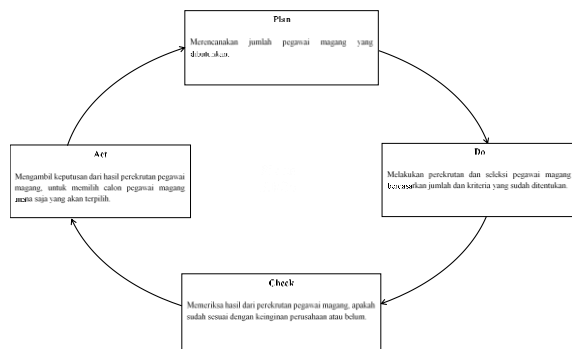 Plan
Merencanakan jumlah pegawai magang yang
dibutuhkan.
Do
Melakukan perekrutan dan seleksi pegawai magang
berdasarkan jumlah dan kriteria yang sudah ditentukan.
Act
Mengambil keputusan dari hasil perekrutan pegawai
magang, untuk memilih calon pegawai magang
mana saja yang akan terpilih.
Check
Memeriksa hasil dari perekrutan pegawai magang, apakah
sudah sesuai dengan keinginan perusahaan atau belum.